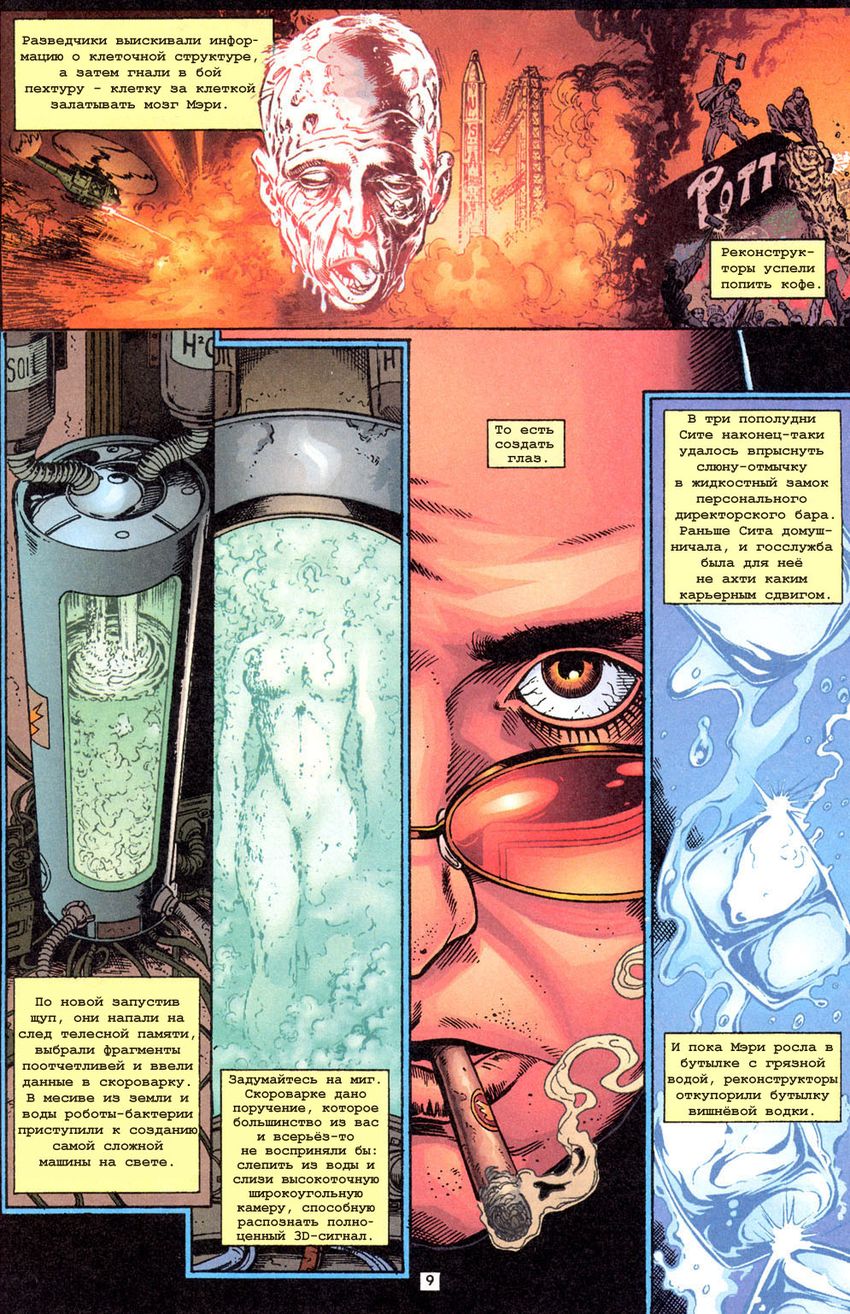 Разведчики выискивали инфор-
мацию о клеточной структуре,
а затем гнали в бой
пехтуру - клетку за клеткой
залатывать мозг Мэри.
USA
РОТТ
Реконструк-
торы успели
попить кофе.
SOIL
H²O
H
То есть
создать
глаз.
В три пополудни
Сите наконец-таки
удалось впрыснуть
слюну-отмычку
в жидкостный замок
персонального
директорского бара.
Раньше Сита домуш-
ничала, и госслужба
была для неё
не ахти каким
карьерным сдвигом.
По новой запустив
щуп, они напали на
след телесной памяти,
выбрали фрагменты
поотчетливей и ввели
данные в скороварку.
В месиве из земли и
воды роботы-бактерии
приступили к созданию
самой сложной
машины на свете.
Задумайтесь на миг.
Скороварке дано
поручение, которое
большинство из вас
и всерьёз-то
не восприняли бы:
слепить из воды и
слизи высокоточную
широкоугольную
камеру, способную
распознать полно-
ценный 3D-сигнал.
И пока Мэри росла в
бутылке с грязной
водой, реконструкторы
откупорили бутылку
вишнёвой водки.
9